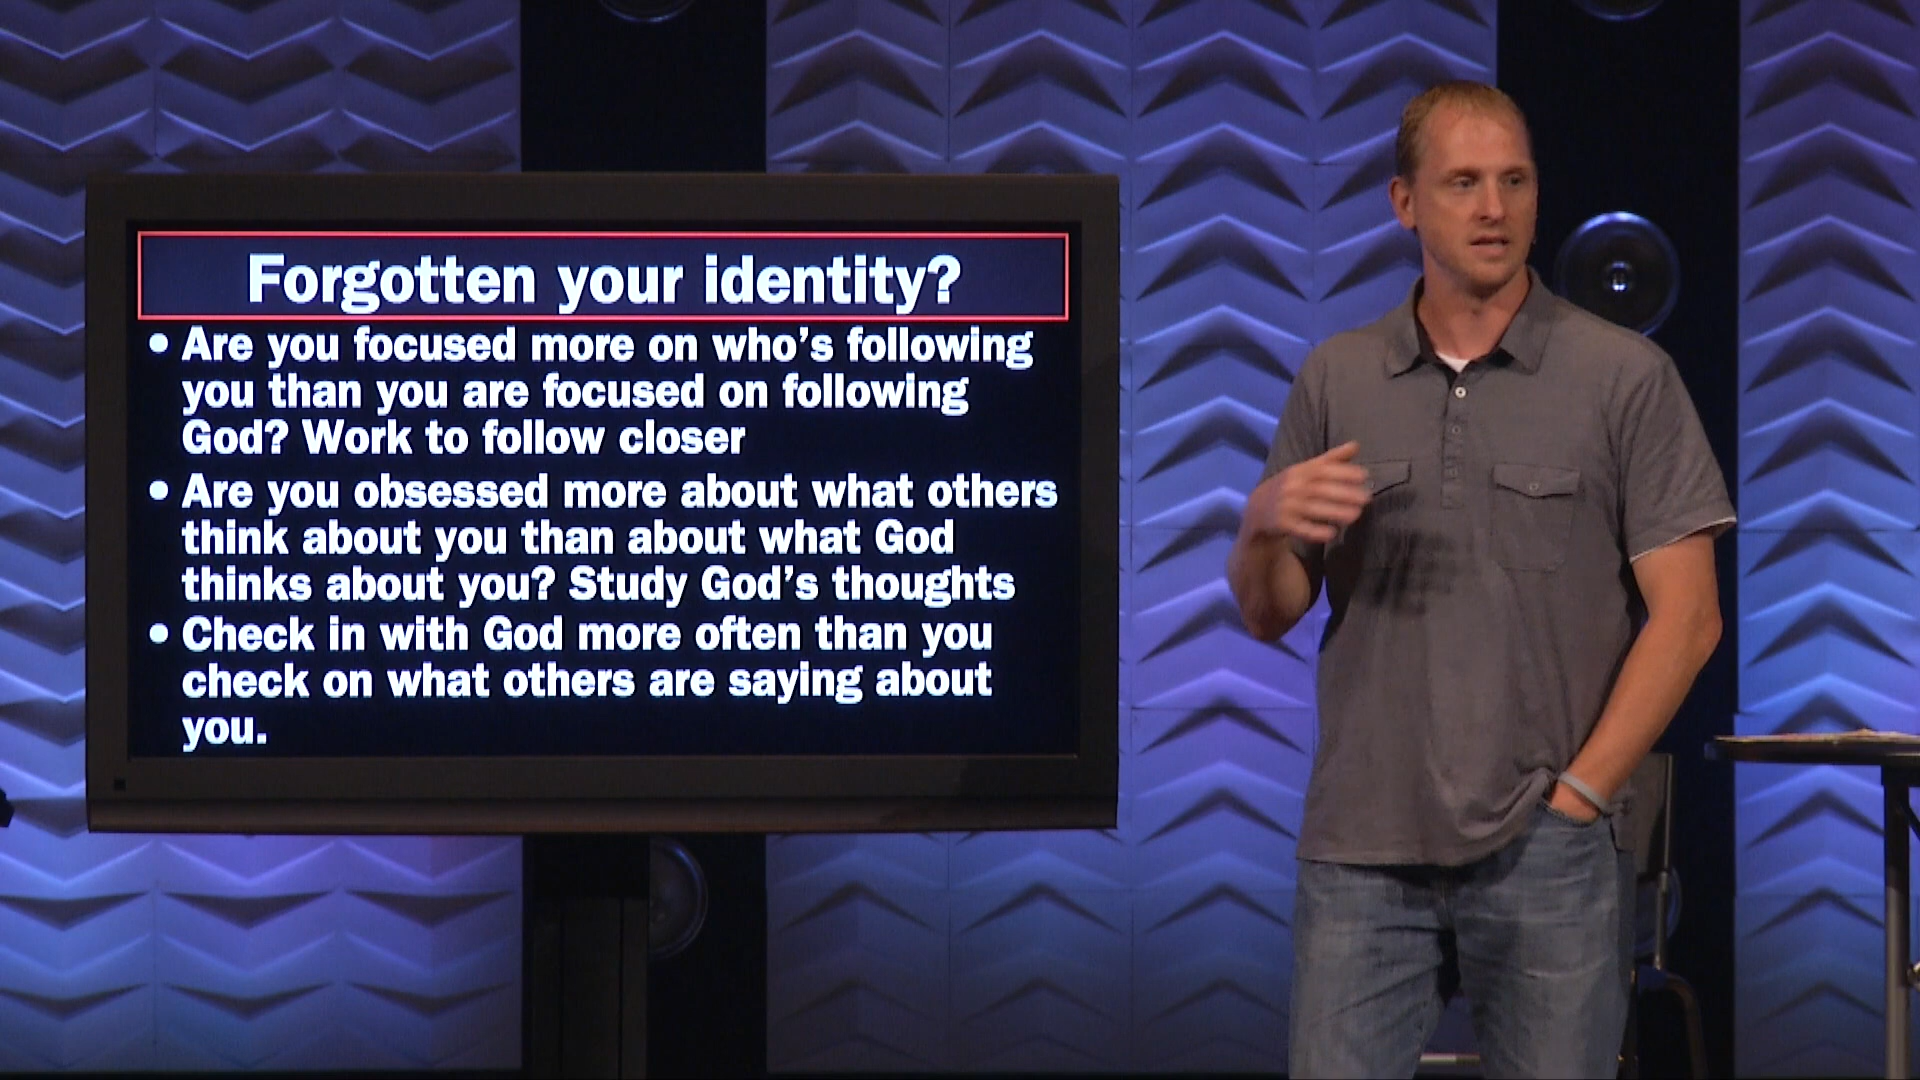 Forgotten your identity?
• Are you focused more on who's following
you than you are focused on following
God? Work to follow closer
• Are you obsessed more about what others
think about you than about what God
thinks about you? Study God's thoughts
• Check in with God more often than you
check on what others are saying about
you.